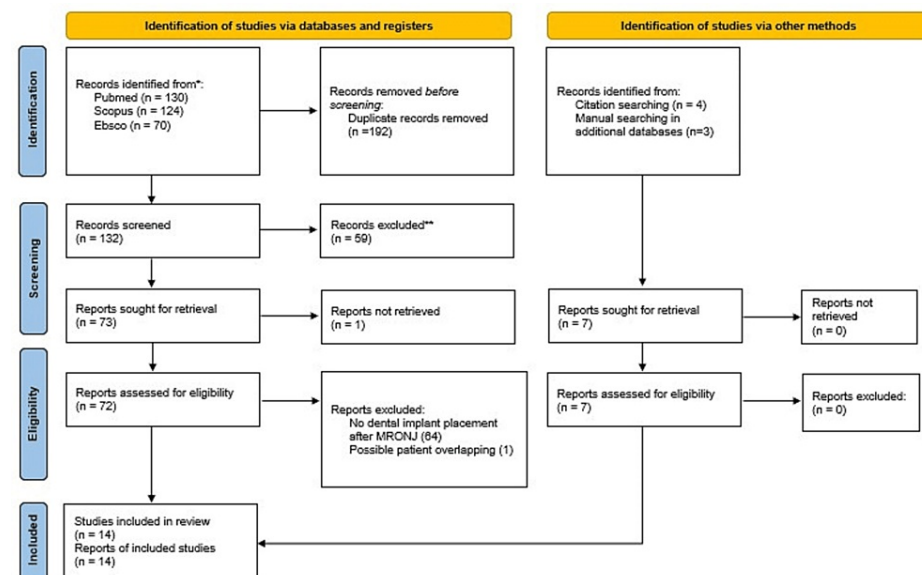 Identification of studies via databases and registers
Identification of studies via other methods
Identification
Records identified from*:
Pubmed (n = 130)
Scopus (n = 124)
Ebsco (n = 70)
Records removed before
screening:
Duplicate records removed
(n =192)
Records identified from:
Citation searching (n = 4)
Manual searching in
additional databases (n=3)
Screening
Records screened
(n = 132)
Records excluded**
(n = 59)
Reports sought for retrieval
(n = 73)
Reports not retrieved
(n = 1)
Reports sought for retrieval
(n = 7)
Reports not
retrieved
(n = 0)
Eligibility
Reports assessed for eligibility
(n = 72)
Reports excluded:
No dental implant placement
after MRONJ (64)
Possible patient overlapping (1)
Reports assessed for eligibility
(n = 7)
Reports excluded:
(n = 0)
Included
Studies included in review
(n = 14)
Reports of included studies
(n = 14)